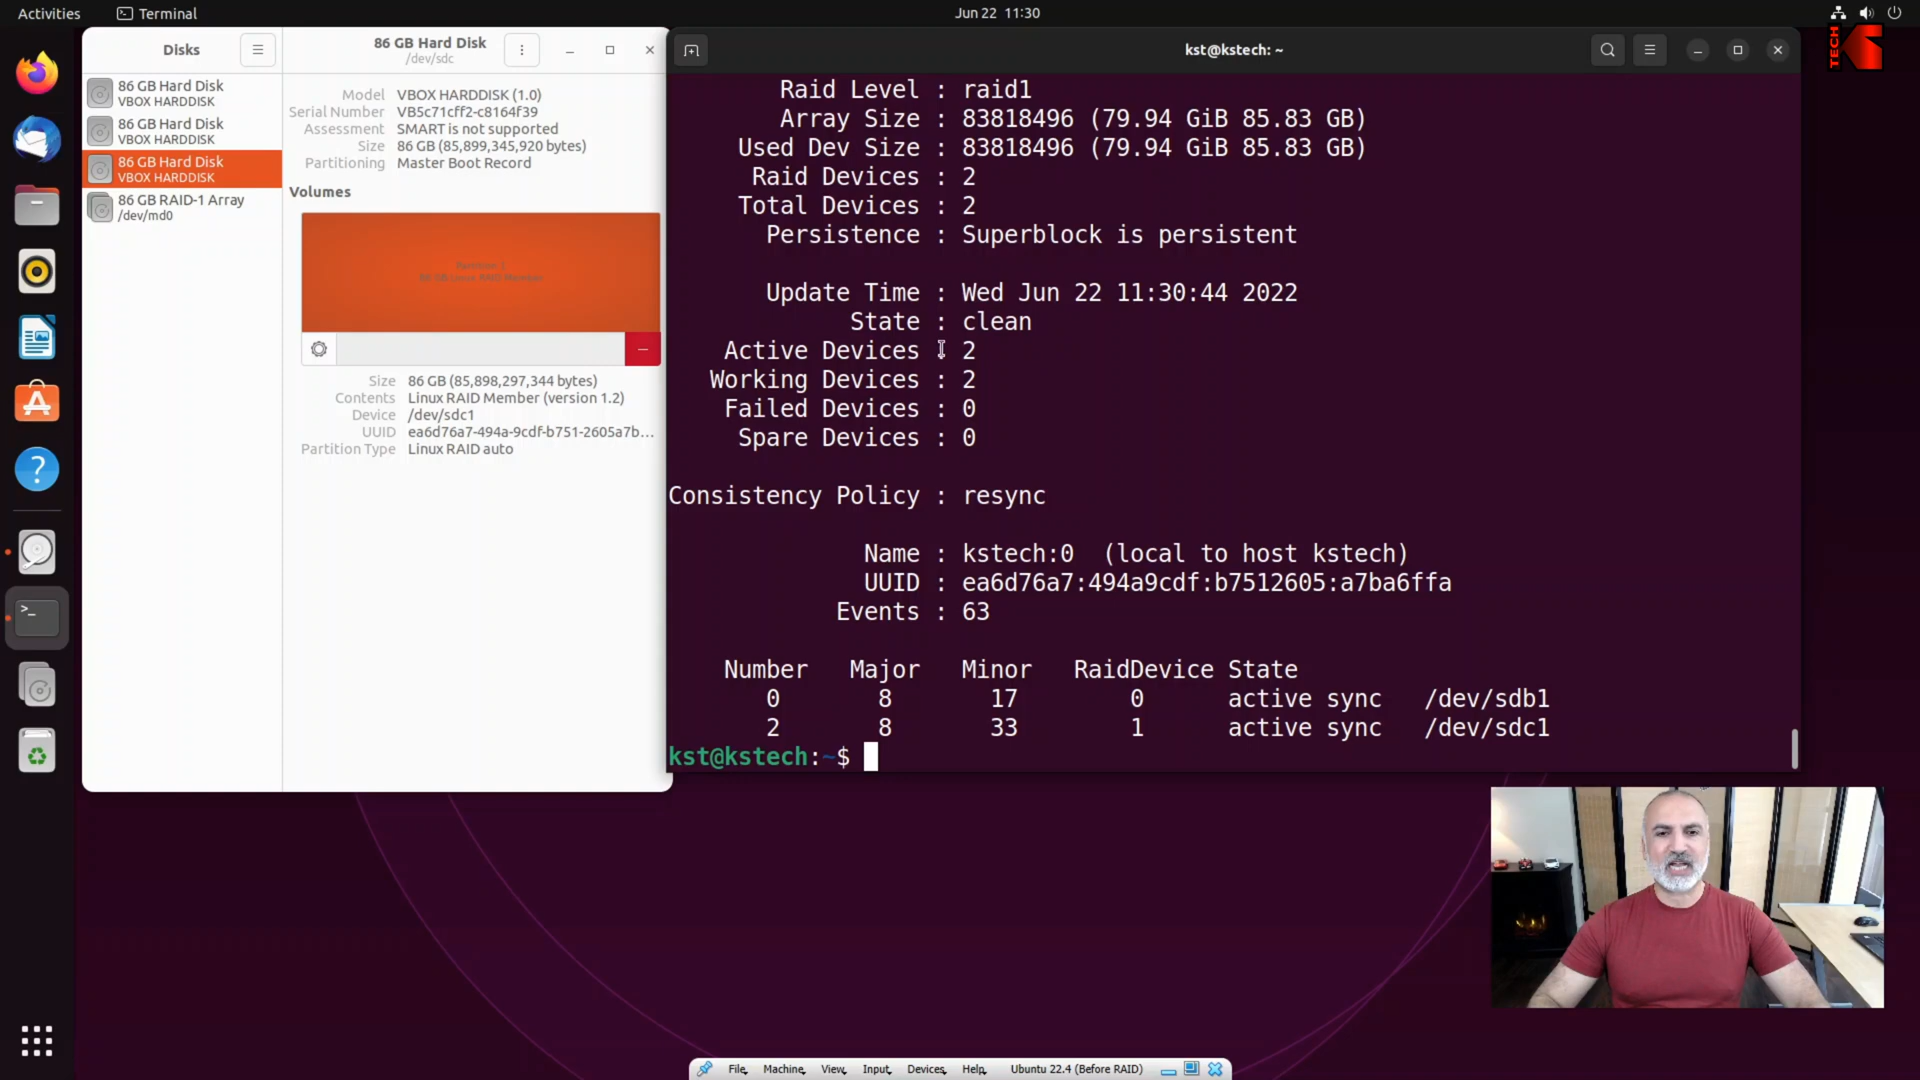 Activities
Terminal
Jun 22 11:30
TECH
Disks
86 GB Hard Disk
VBOX HARDDISK
86 GB Hard Disk
VBOX HARDDISK
86 GB Hard Disk
VBOX HARDDISK
86 GB RAID-1 Array
/dev/md0
86 GB Hard Disk
/dev/sdc
Model VBOX HARDDISK (1.0)
Serial Number VB5c71cff2-c8164f39
Assessment SMART is not supported
Size 86 GB (85,899,345,920 bytes)
Partitioning Master Boot Record
Volumes
Partition 1
86 GB Linux RAID Member
Size 86 GB (85,898,297,344 bytes)
Contents Linux RAID Member (version 1.2)
Device /dev/sdc1
UUID ea6d76a7-494a-9cdf-b751-2605a7b...
Partition Type Linux RAID auto
kst@kstech: ~
Raid Level : raid1
Array Size : 83818496 (79.94 GiB 85.83 GB)
Used Dev Size : 83818496 (79.94 GiB 85.83 GB)
Raid Devices : 2
Total Devices : 2
Persistence : Superblock is persistent
Update Time : Wed Jun 22 11:30:44 2022
State : clean
Active Devices : 2
Working Devices : 2
Failed Devices : 0
Spare Devices : 0
Consistency Policy : resync
Name : kstech:0 (local to host kstech)
UUID : ea6d76a7:494a9cdf:b7512605:a7ba6ffa
Events : 63
Number Major Minor RaidDevice State
0 8 17 0 active sync /dev/sdb1
2 8 33 1 active sync /dev/sdc1
kst@kstech:~$
File Machine View Input Devices Help Ubuntu 22.4 (Before RAID)